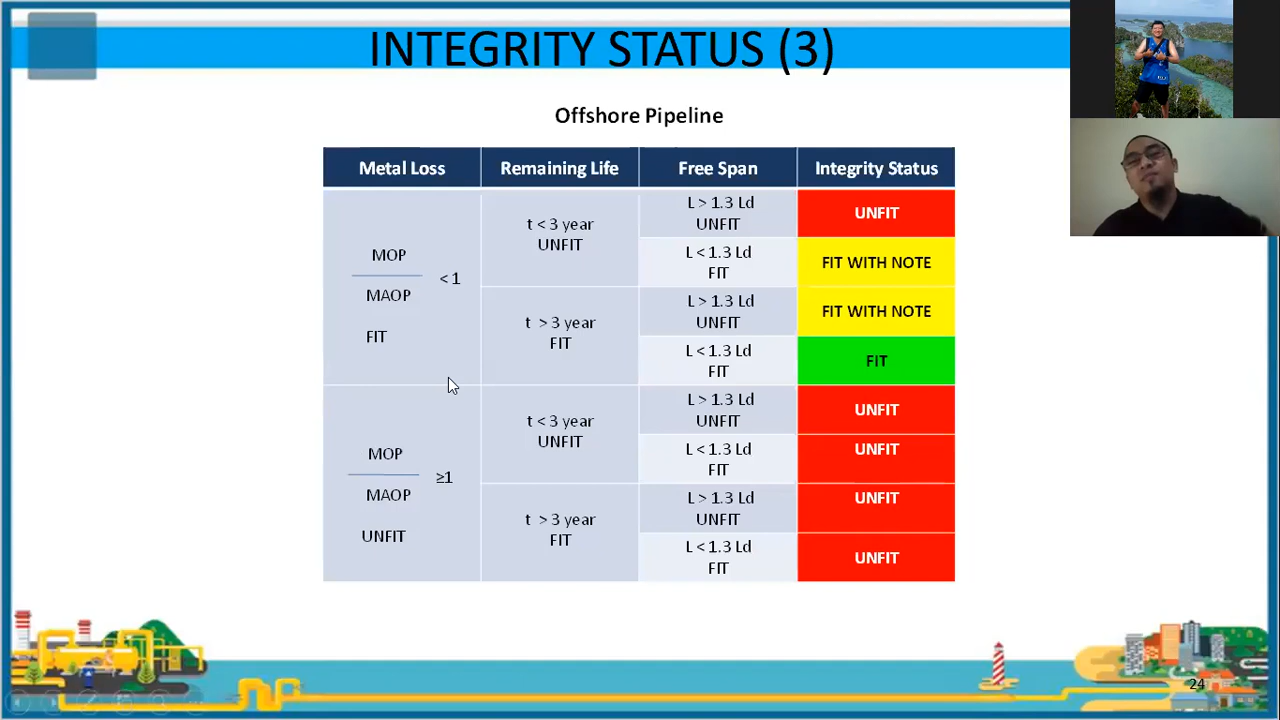 INTEGRITY STATUS (3)
Offshore Pipeline
Metal Loss Remaining Life Free Span Integrity Status
MOP
MAOP
< 1
FIT
t < 3 year
UNFIT
L > 1.3 Ld
UNFIT
UNFIT
L < 1.3 Ld
FIT
FIT WITH NOTE
t > 3 year
FIT
L > 1.3 Ld
UNFIT
FIT WITH NOTE
L < 1.3 Ld
FIT
FIT
MOP
MAOP
≥1
UNFIT
t < 3 year
UNFIT
L > 1.3 Ld
UNFIT
UNFIT
L < 1.3 Ld
FIT
UNFIT
t > 3 year
FIT
L > 1.3 Ld
UNFIT
UNFIT
L < 1.3 Ld
FIT
UNFIT
24